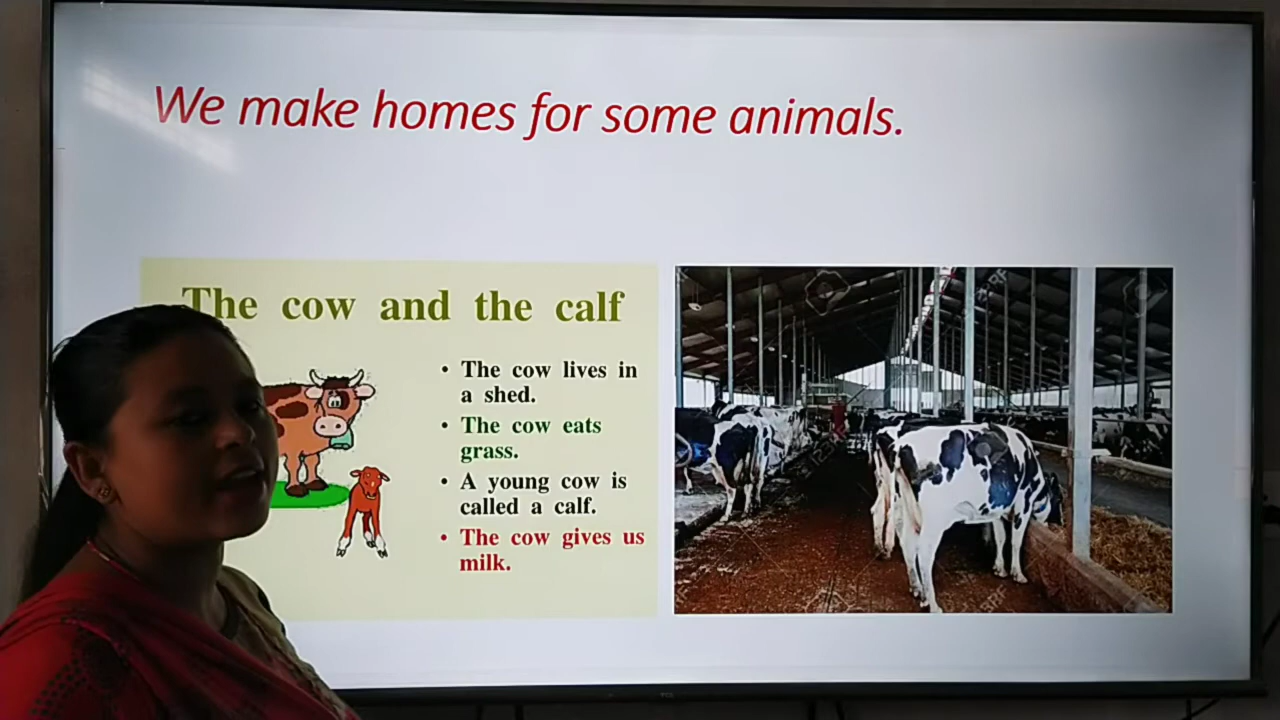 We make homes for some animals.
The cow and the calf
• The cow lives in
a shed.
• The cow eats
grass.
• A young cow is
called a calf.
• The cow gives us
milk.
TCL